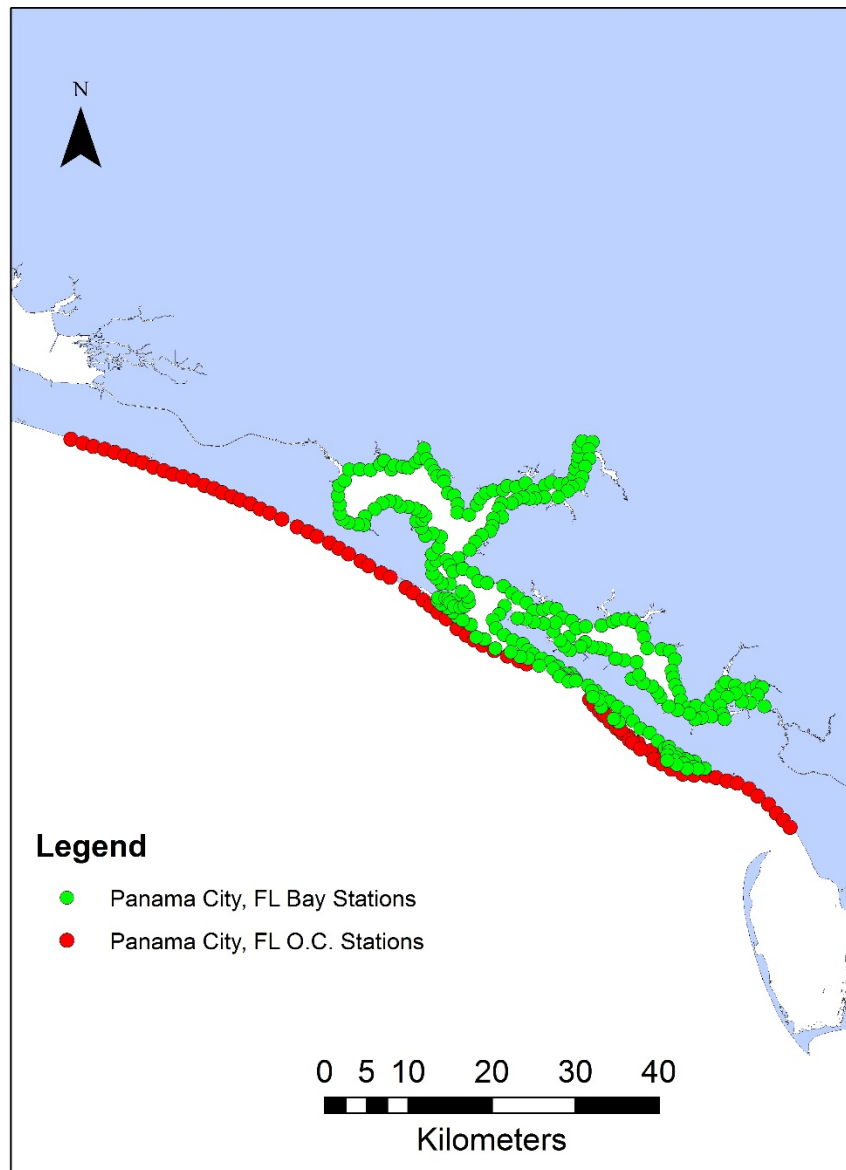 N
Legend
Panama City, FL Bay Stations
Panama City, FL O.C. Stations
0 5 10 20 30 40
Kilometers